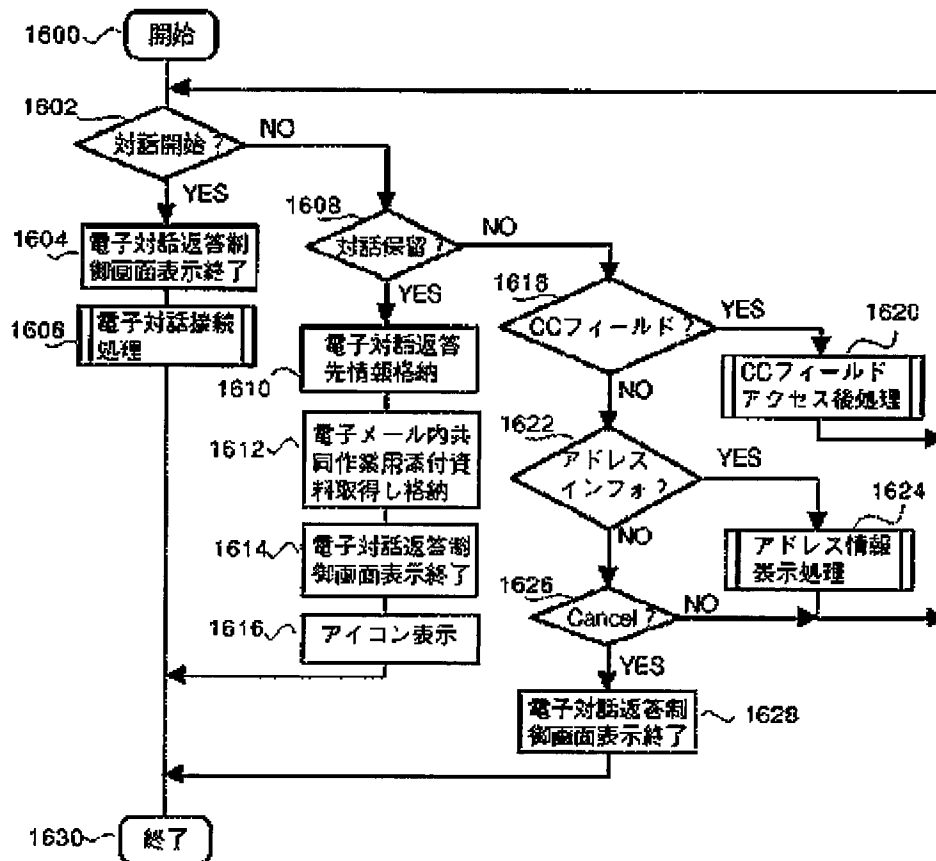 1600
開始
1602
対話開始?
NO
YES
1604
電子対話返答制
御画面表示終了
1606
電子対話接続
処理
1608
対話保留?
NO
YES
1610
電子対話返答
先情報格納
1612
電子メール内共
同作業用添付資
料取得し格納
1614
電子対話返答制
御画面表示終了
1616
アイコン表示
1618
CCフィールド?
YES
NO
1620
CCフィールド
アクセス後処理
1622
アドレス
インフォ?
YES
NO
1624
アドレス情報
表示処理
1626
Cancel?
NO
YES
1628
電子対話返答制
御画面表示終了
1630
終了